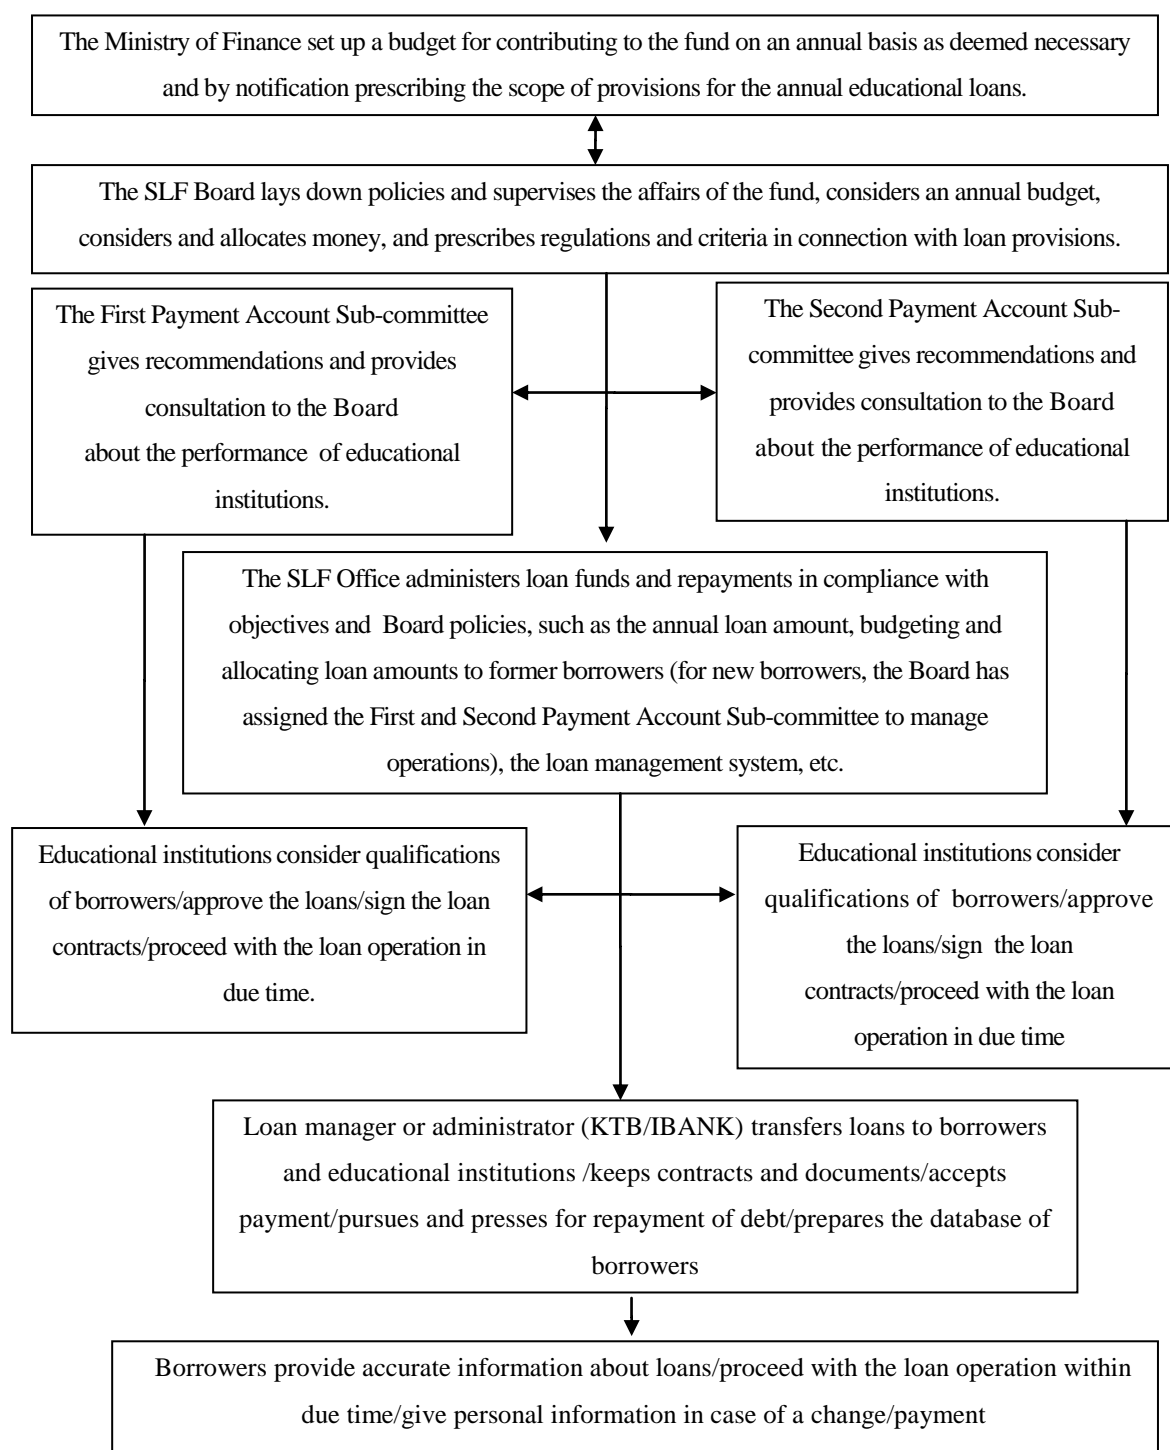 The Ministry of Finance set up a budget for contributing to the fund on an annual basis as deemed necessary
and by notification prescribing the scope of provisions for the annual educational loans.
The SLF Board lays down policies and supervises the affairs of the fund, considers an annual budget,
considers and allocates money, and prescribes regulations and criteria in connection with loan provisions.
The First Payment Account Sub-committee
gives recommendations and provides
consultation to the Board
about the performance of educational
institutions.
The Second Payment Account Sub-
committee gives recommendations and
provides consultation to the Board
about the performance of educational
institutions.
The SLF Office administers loan funds and repayments in compliance with
objectives and Board policies, such as the annual loan amount, budgeting and
allocating loan amounts to former borrowers (for new borrowers, the Board has
assigned the First and Second Payment Account Sub-committee to manage
operations), the loan management system, etc.
Educational institutions consider qualifications
of borrowers/approve the loans/sign the loan
contracts/proceed with the loan operation in
due time.
Educational institutions consider
qualifications of borrowers/approve
the loans/sign the loan
contracts/proceed with the loan
operation in due time
Loan manager or administrator (KTB/IBANK) transfers loans to borrowers
and educational institutions /keeps contracts and documents/accepts
payment/pursues and presses for repayment of debt/prepares the database of
borrowers
Borrowers provide accurate information about loans/proceed with the loan operation within
due time/give personal information in case of a change/payment